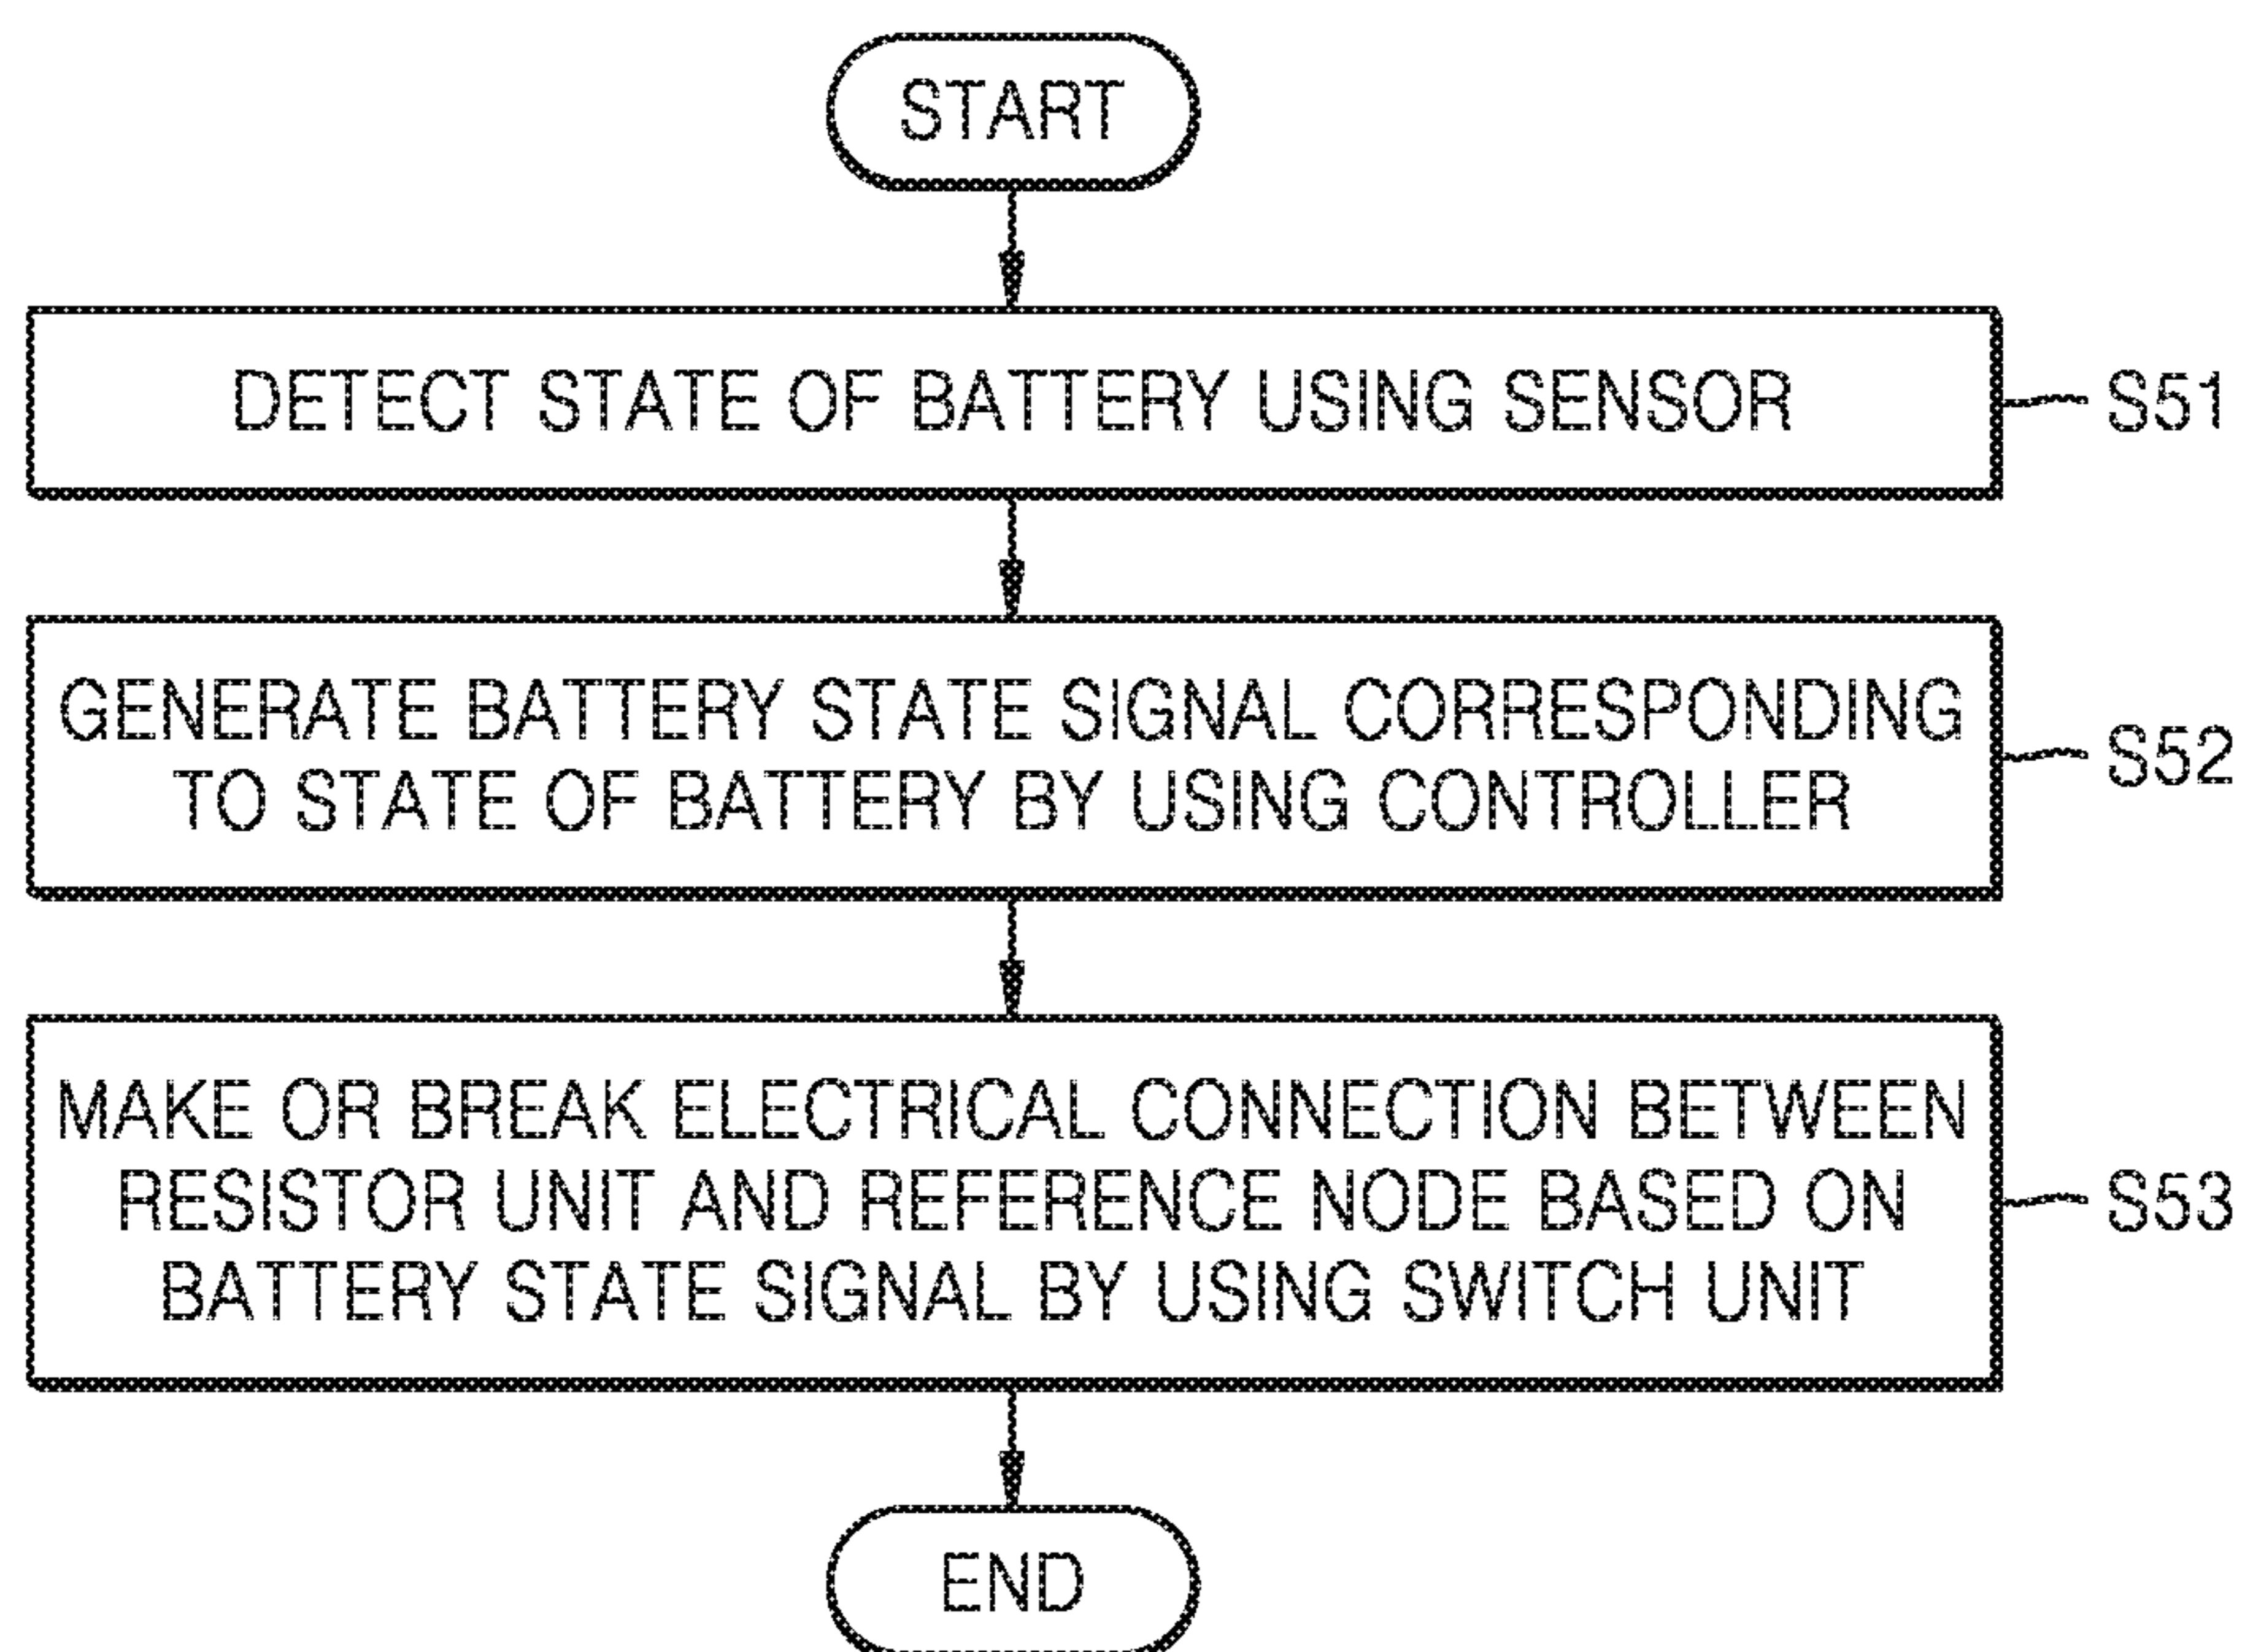 START
DETECT STATE OF BATTERY USING SENSOR
S51
GENERATE BATTERY STATE SIGNAL CORRESPONDING
TO STATE OF BATTERY BY USING CONTROLLER
S52
MAKE OR BREAK ELECTRICAL CONNECTION BETWEEN
RESISTOR UNIT AND REFERENCE NODE BASED ON
BATTERY STATE SIGNAL BY USING SWITCH UNIT
S53
END